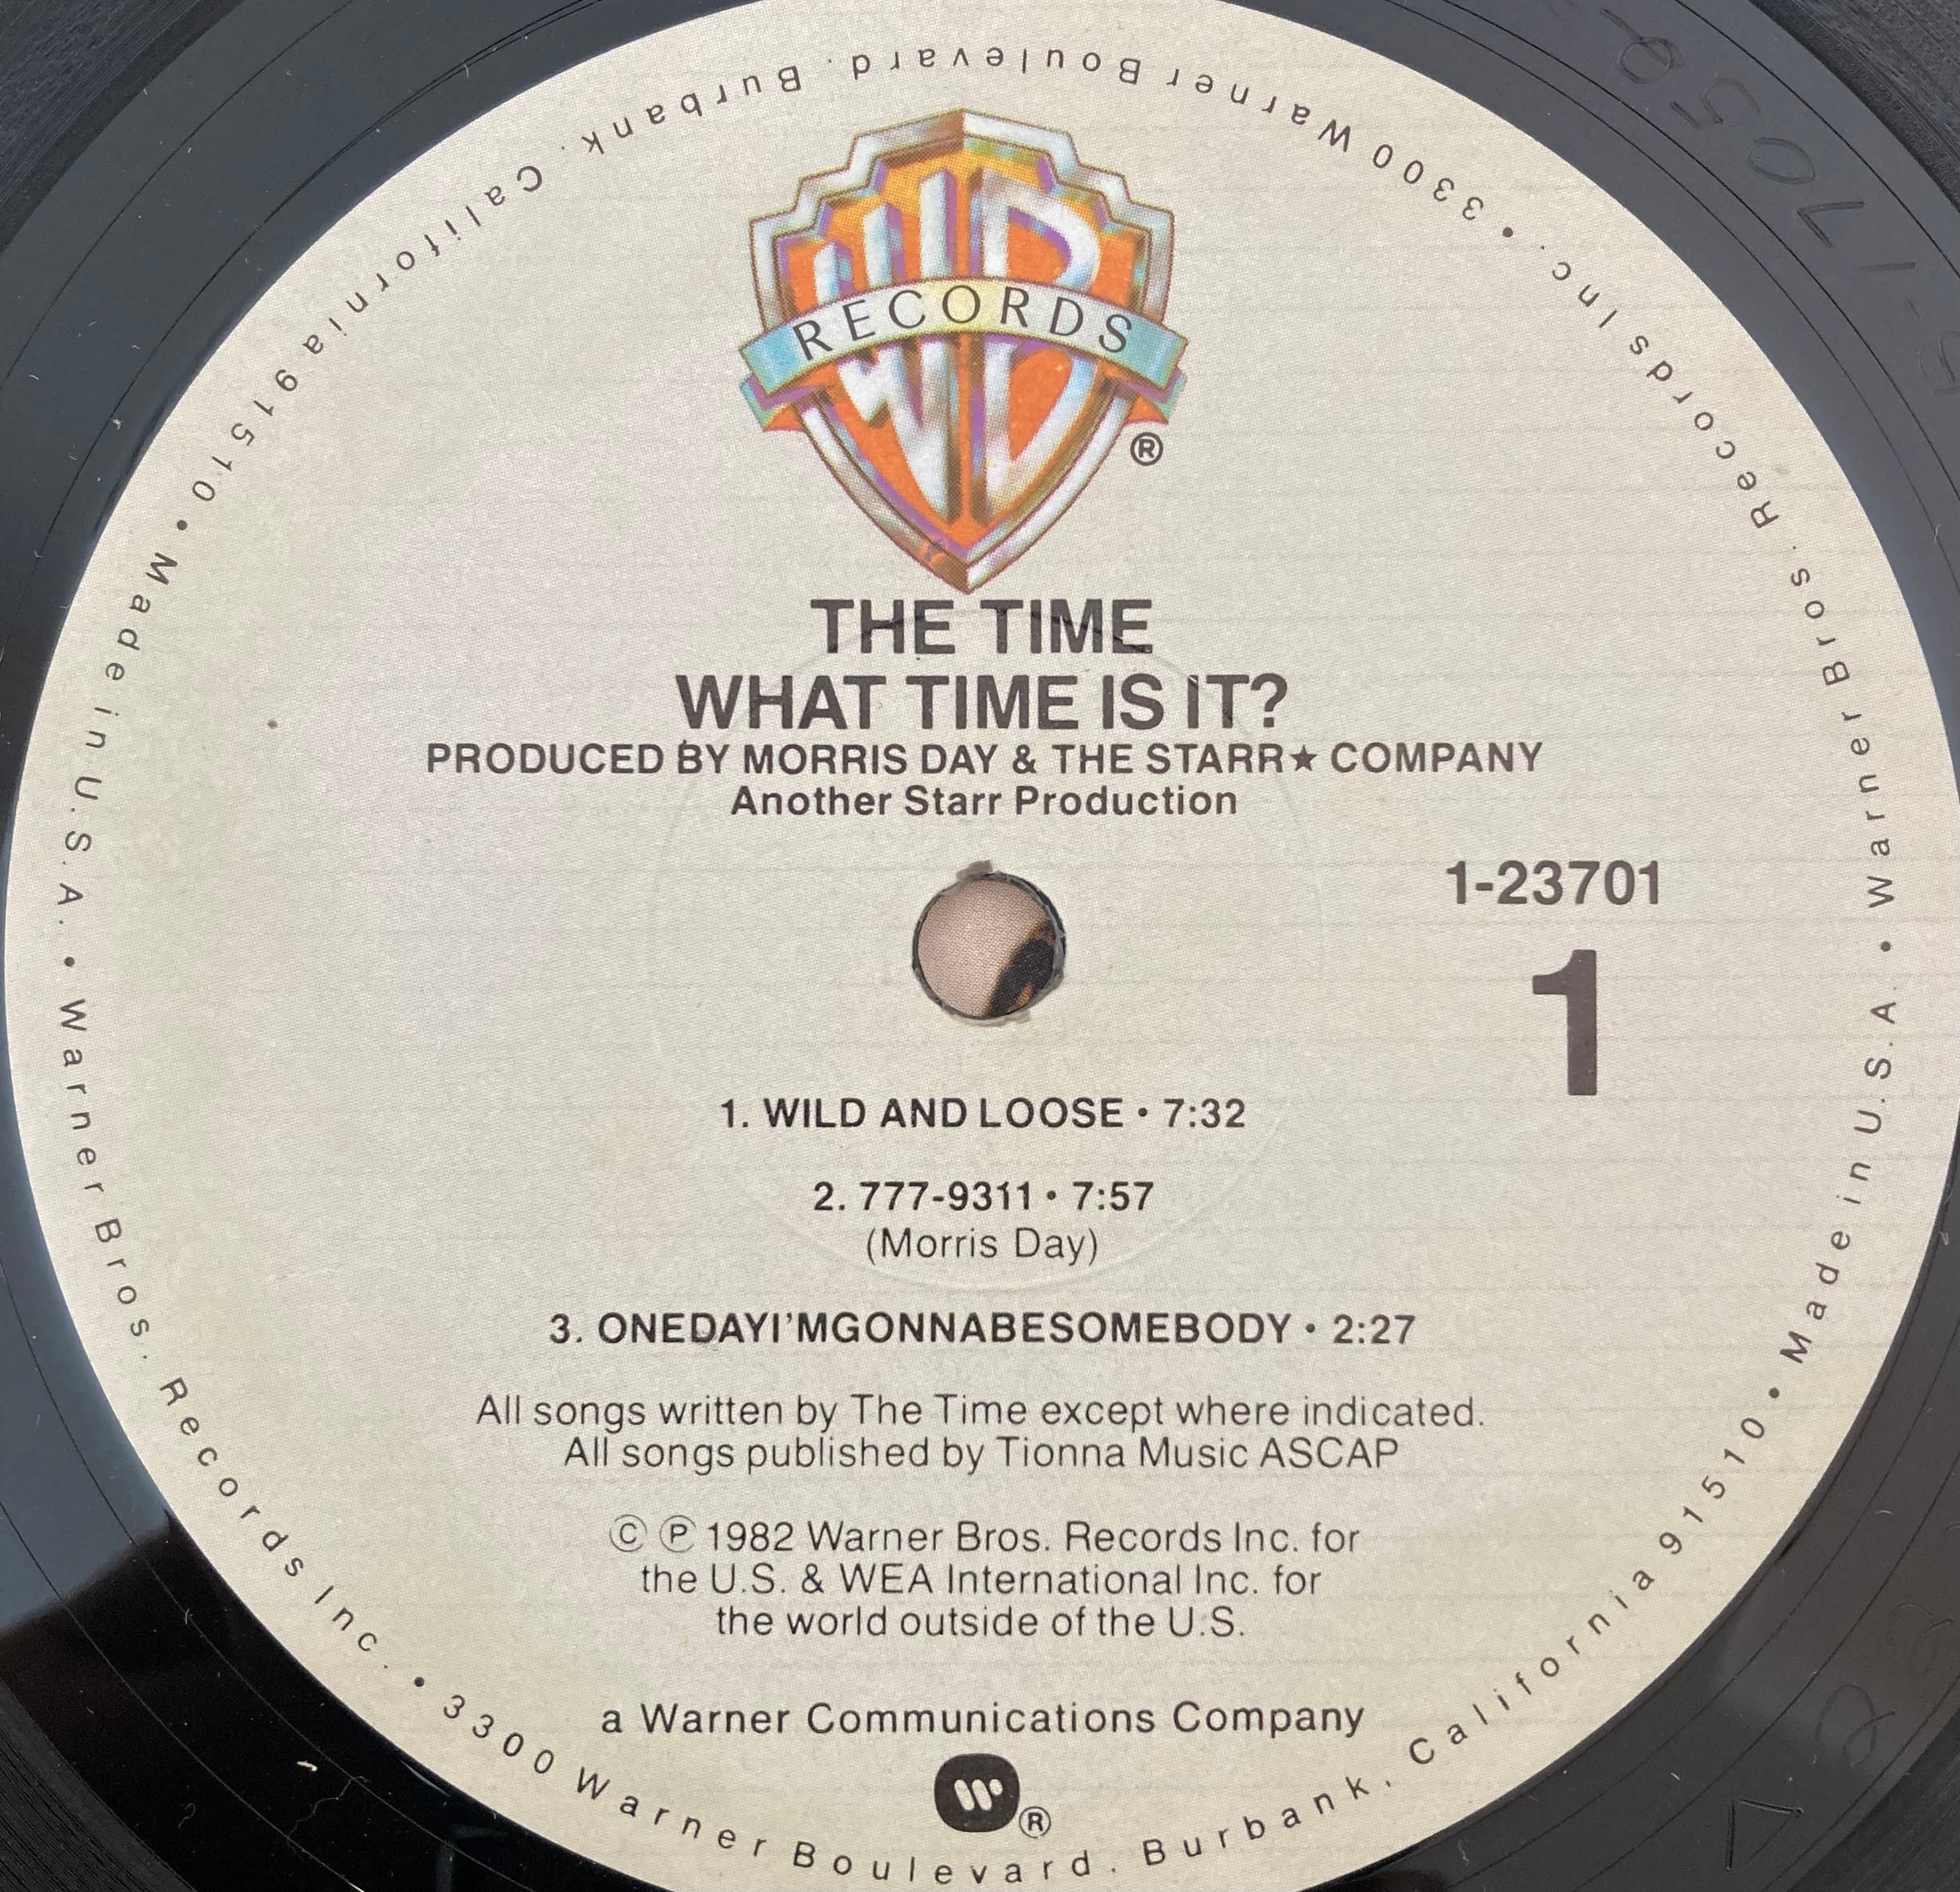 WB
RECORDS
®
THE TIME
WHAT TIME IS IT?
PRODUCED BY MORRIS DAY & THE STARR★ COMPANY
Another Starr Production
1-23701
1
1. WILD AND LOOSE • 7:32
2. 777-9311 • 7:57
(Morris Day)
3. ONEDAYI'MGONNABESOMEBODY • 2:27
All songs written by The Time except where indicated.
All songs published by Tionna Music ASCAP
Ⓒ Ⓟ 1982 Warner Bros. Records Inc. for
the U.S. & WEA International Inc. for
the world outside of the U.S.
a Warner Communications Company
®
Warner Bros. Records Inc. • 3300 Warner Boulevard. Burbank. California 91510 • Made in U.S.A. • Warner Bros. Records Inc. • 3300 Warner Boulevard. Burbank. California 91510 • Made in U.S.A. •